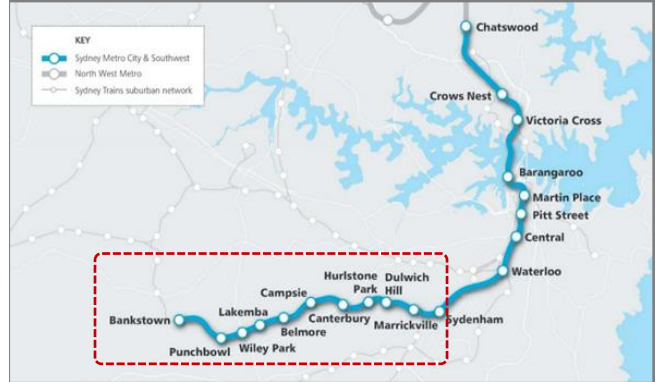 KEY
Sydney Metro City & Southwest
North West Metro
Sydney Trains suburban network
Chatswood
Crows Nest
Victoria Cross
Barangaroo
Martin Place
Pitt Street
Central
Waterloo
Hurlstone
Park
Dulwich
Hill
Campsie
Lakemba
Bankstown
Canterbury
Marrickville
Sydenham
Belmore
Wiley Park
Punchbowl